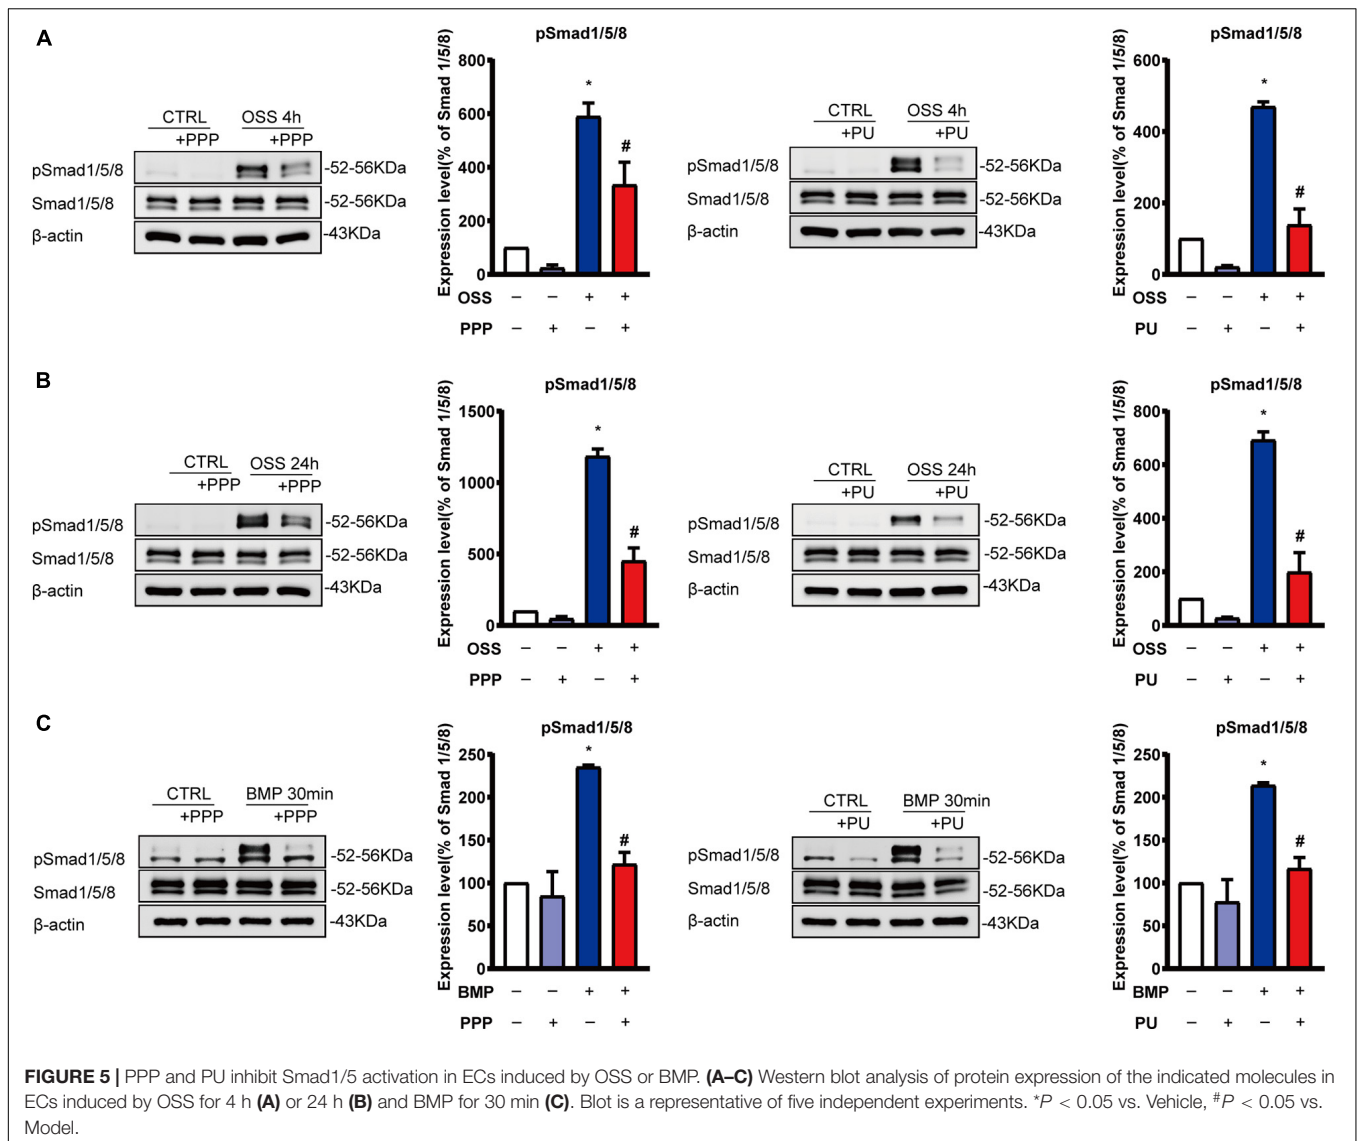 A
CTRL OSS 4h
+PPP +PPP
pSmad1/5/8 -52-56KDa
Smad1/5/8 -52-56KDa
β-actin -43KDa
pSmad1/5/8
Expression level(% of Smad 1/5/8)
800
600
400
200
0
*
#
OSS – – + +
PPP – + – +
CTRL OSS 4h
+PU +PU
pSmad1/5/8 -52-56KDa
Smad1/5/8 -52-56KDa
β-actin -43KDa
pSmad1/5/8
Expression level(% of Smad 1/5/8)
600
400
200
0
*
#
OSS – – + +
PU – + – +
B
CTRL OSS 24h
+PPP +PPP
pSmad1/5/8 -52-56KDa
Smad1/5/8 -52-56KDa
β-actin -43KDa
pSmad1/5/8
Expression level(% of Smad 1/5/8)
1500
1000
500
0
*
#
OSS – – + +
PPP – + – +
CTRL OSS 24h
+PU +PU
pSmad1/5/8 -52-56KDa
Smad1/5/8 -52-56KDa
β-actin -43KDa
pSmad1/5/8
Expression level(% of Smad 1/5/8)
800
600
400
200
0
*
#
OSS – – + +
PU – + – +
C
CTRL BMP 30min
+PPP +PPP
pSmad1/5/8 -52-56KDa
Smad1/5/8 -52-56KDa
β-actin -43KDa
pSmad1/5/8
Expression level(% of Smad 1/5/8)
250
200
150
100
50
0
*
#
BMP – – + +
PPP – + – +
CTRL BMP 30min
+PU +PU
pSmad1/5/8 -52-56KDa
Smad1/5/8 -52-56KDa
β-actin -43KDa
pSmad1/5/8
Expression level(% of Smad 1/5/8)
250
200
150
100
50
0
*
#
BMP – – + +
PU – + – +
FIGURE 5 | PPP and PU inhibit Smad1/5 activation in ECs induced by OSS or BMP. (A–C) Western blot analysis of protein expression of the indicated molecules in
ECs induced by OSS for 4 h (A) or 24 h (B) and BMP for 30 min (C). Blot is a representative of five independent experiments. *P < 0.05 vs. Vehicle, #P < 0.05 vs.
Model.